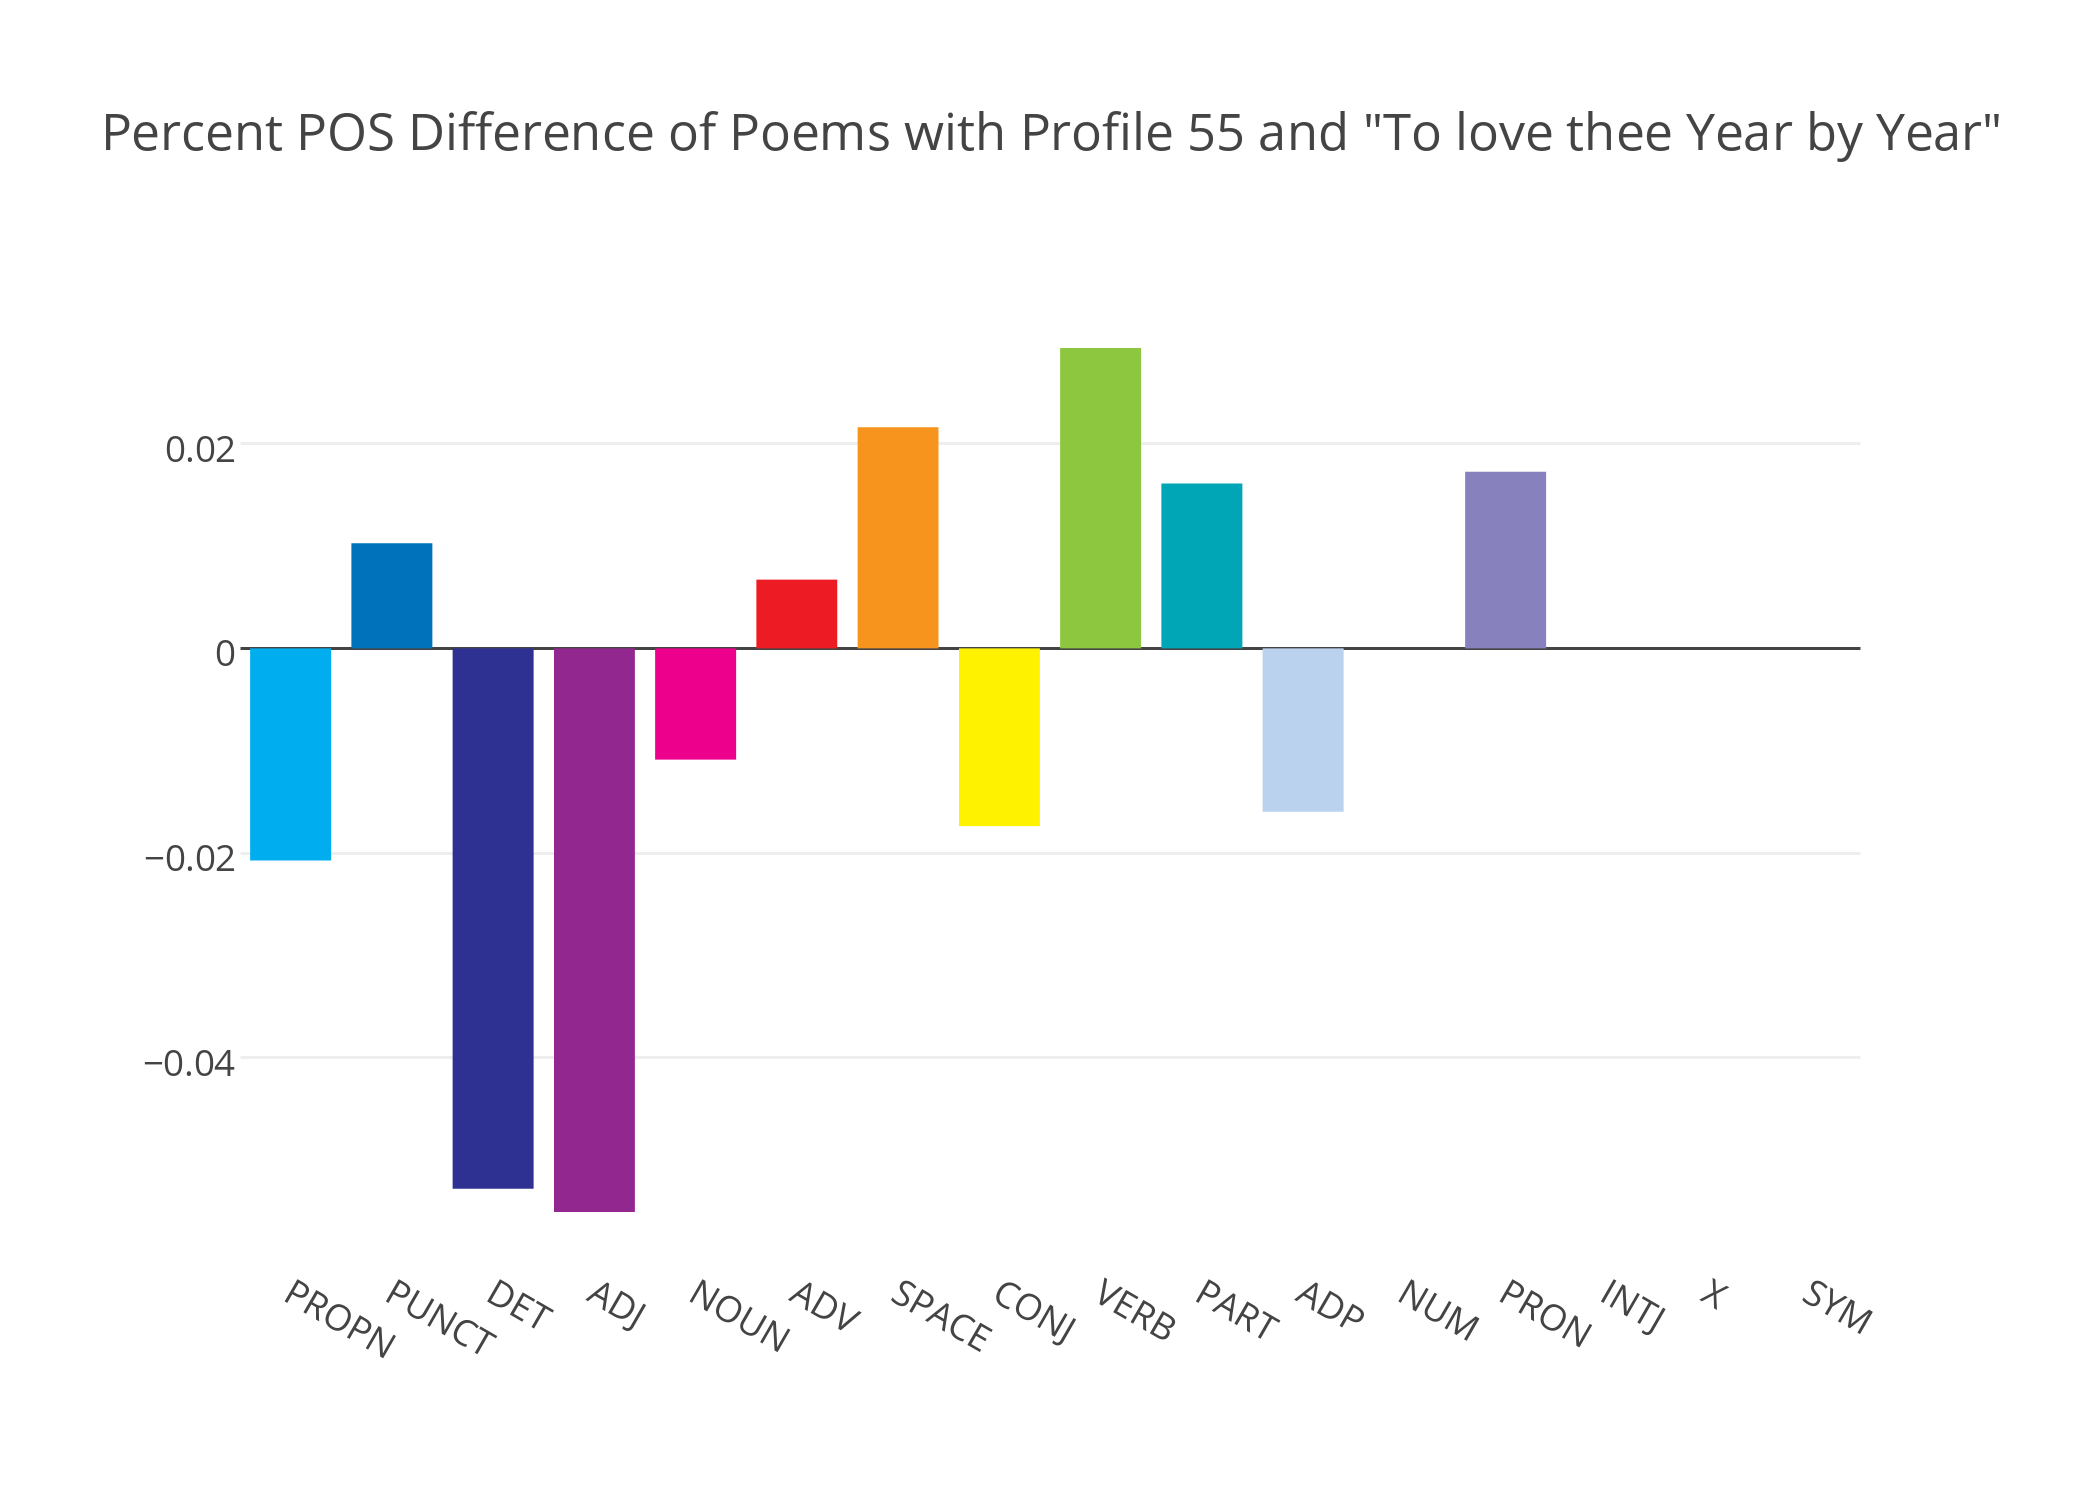 Percent POS Difference of Poems with Profile 55 and "To love thee Year by Year"
0.02
0
−0.02
−0.04
PROPN
PUNCT
DET
ADJ
NOUN
ADV
SPACE
CONJ
VERB
PART
ADP
NUM
PRON
INTJ
X
SYM